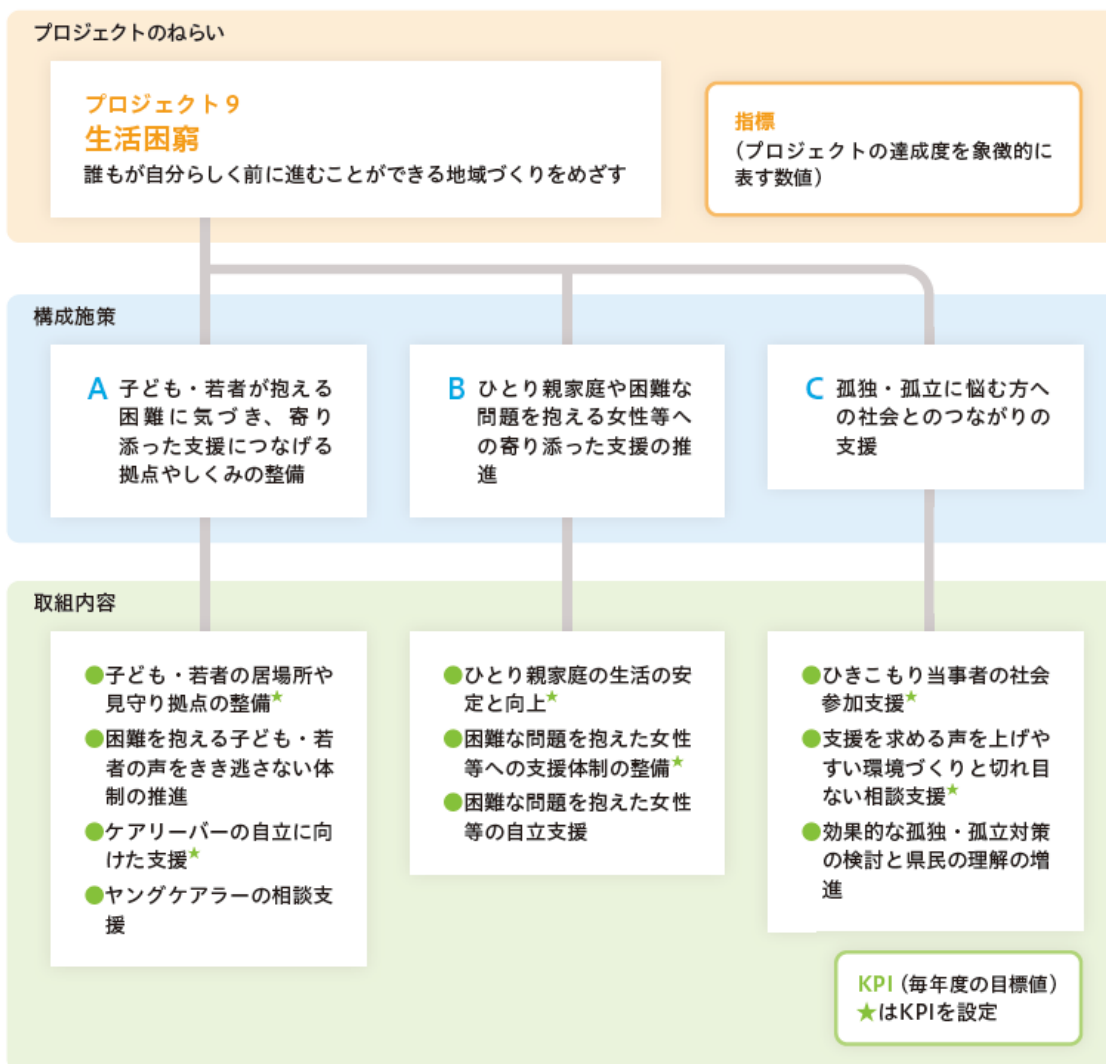 プロジェクトのねらい
プロジェクト9
生活困窮
誰もが自分らしく前に進むことができる地域づくりをめざす
指標
(プロジェクトの達成度を象徴的に
表す数値)
構成施策
A 子ども・若者が抱える
困難に気づき、寄り
添った支援につなげる
拠点やしくみの整備
B ひとり親家庭や困難な
問題を抱える女性等へ
の寄り添った支援の推
進
C 孤独・孤立に悩む方へ
の社会とのつながりの
支援
取組内容
●子ども・若者の居場所や
見守り拠点の整備★
●困難を抱える子ども・若
者の声をきき逃さない体
制の推進
●ケアリーバーの自立に向
けた支援★
●ヤングケアラーの相談支
援
●ひとり親家庭の生活の安
定と向上★
●困難な問題を抱えた女性
等への支援体制の整備★
●困難な問題を抱えた女性
等の自立支援
●ひきこもり当事者の社会
参加支援★
●支援を求める声を上げや
すい環境づくりと切れ目
ない相談支援★
●効果的な孤独・孤立対策
の検討と県民の理解の増
進
KPI(毎年度の目標値)
★はKPIを設定